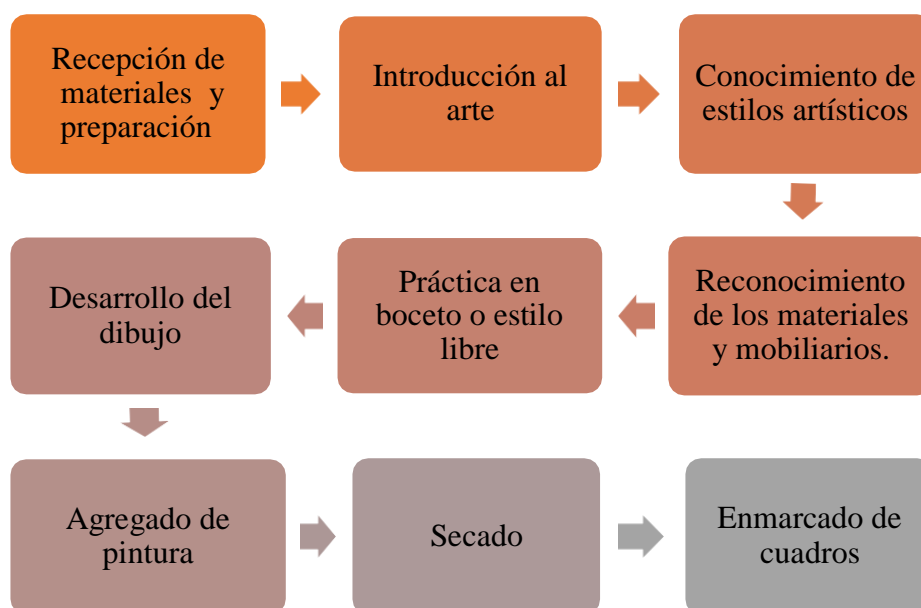 Recepción de
materiales y
preparación
Introducción al
arte
Conocimiento de
estilos artísticos
Reconocimiento
de los materiales
y mobiliarios.
Práctica en
boceto o estilo
libre
Desarrollo del
dibujo
Agregado de
pintura
Secado
Enmarcado de
cuadros